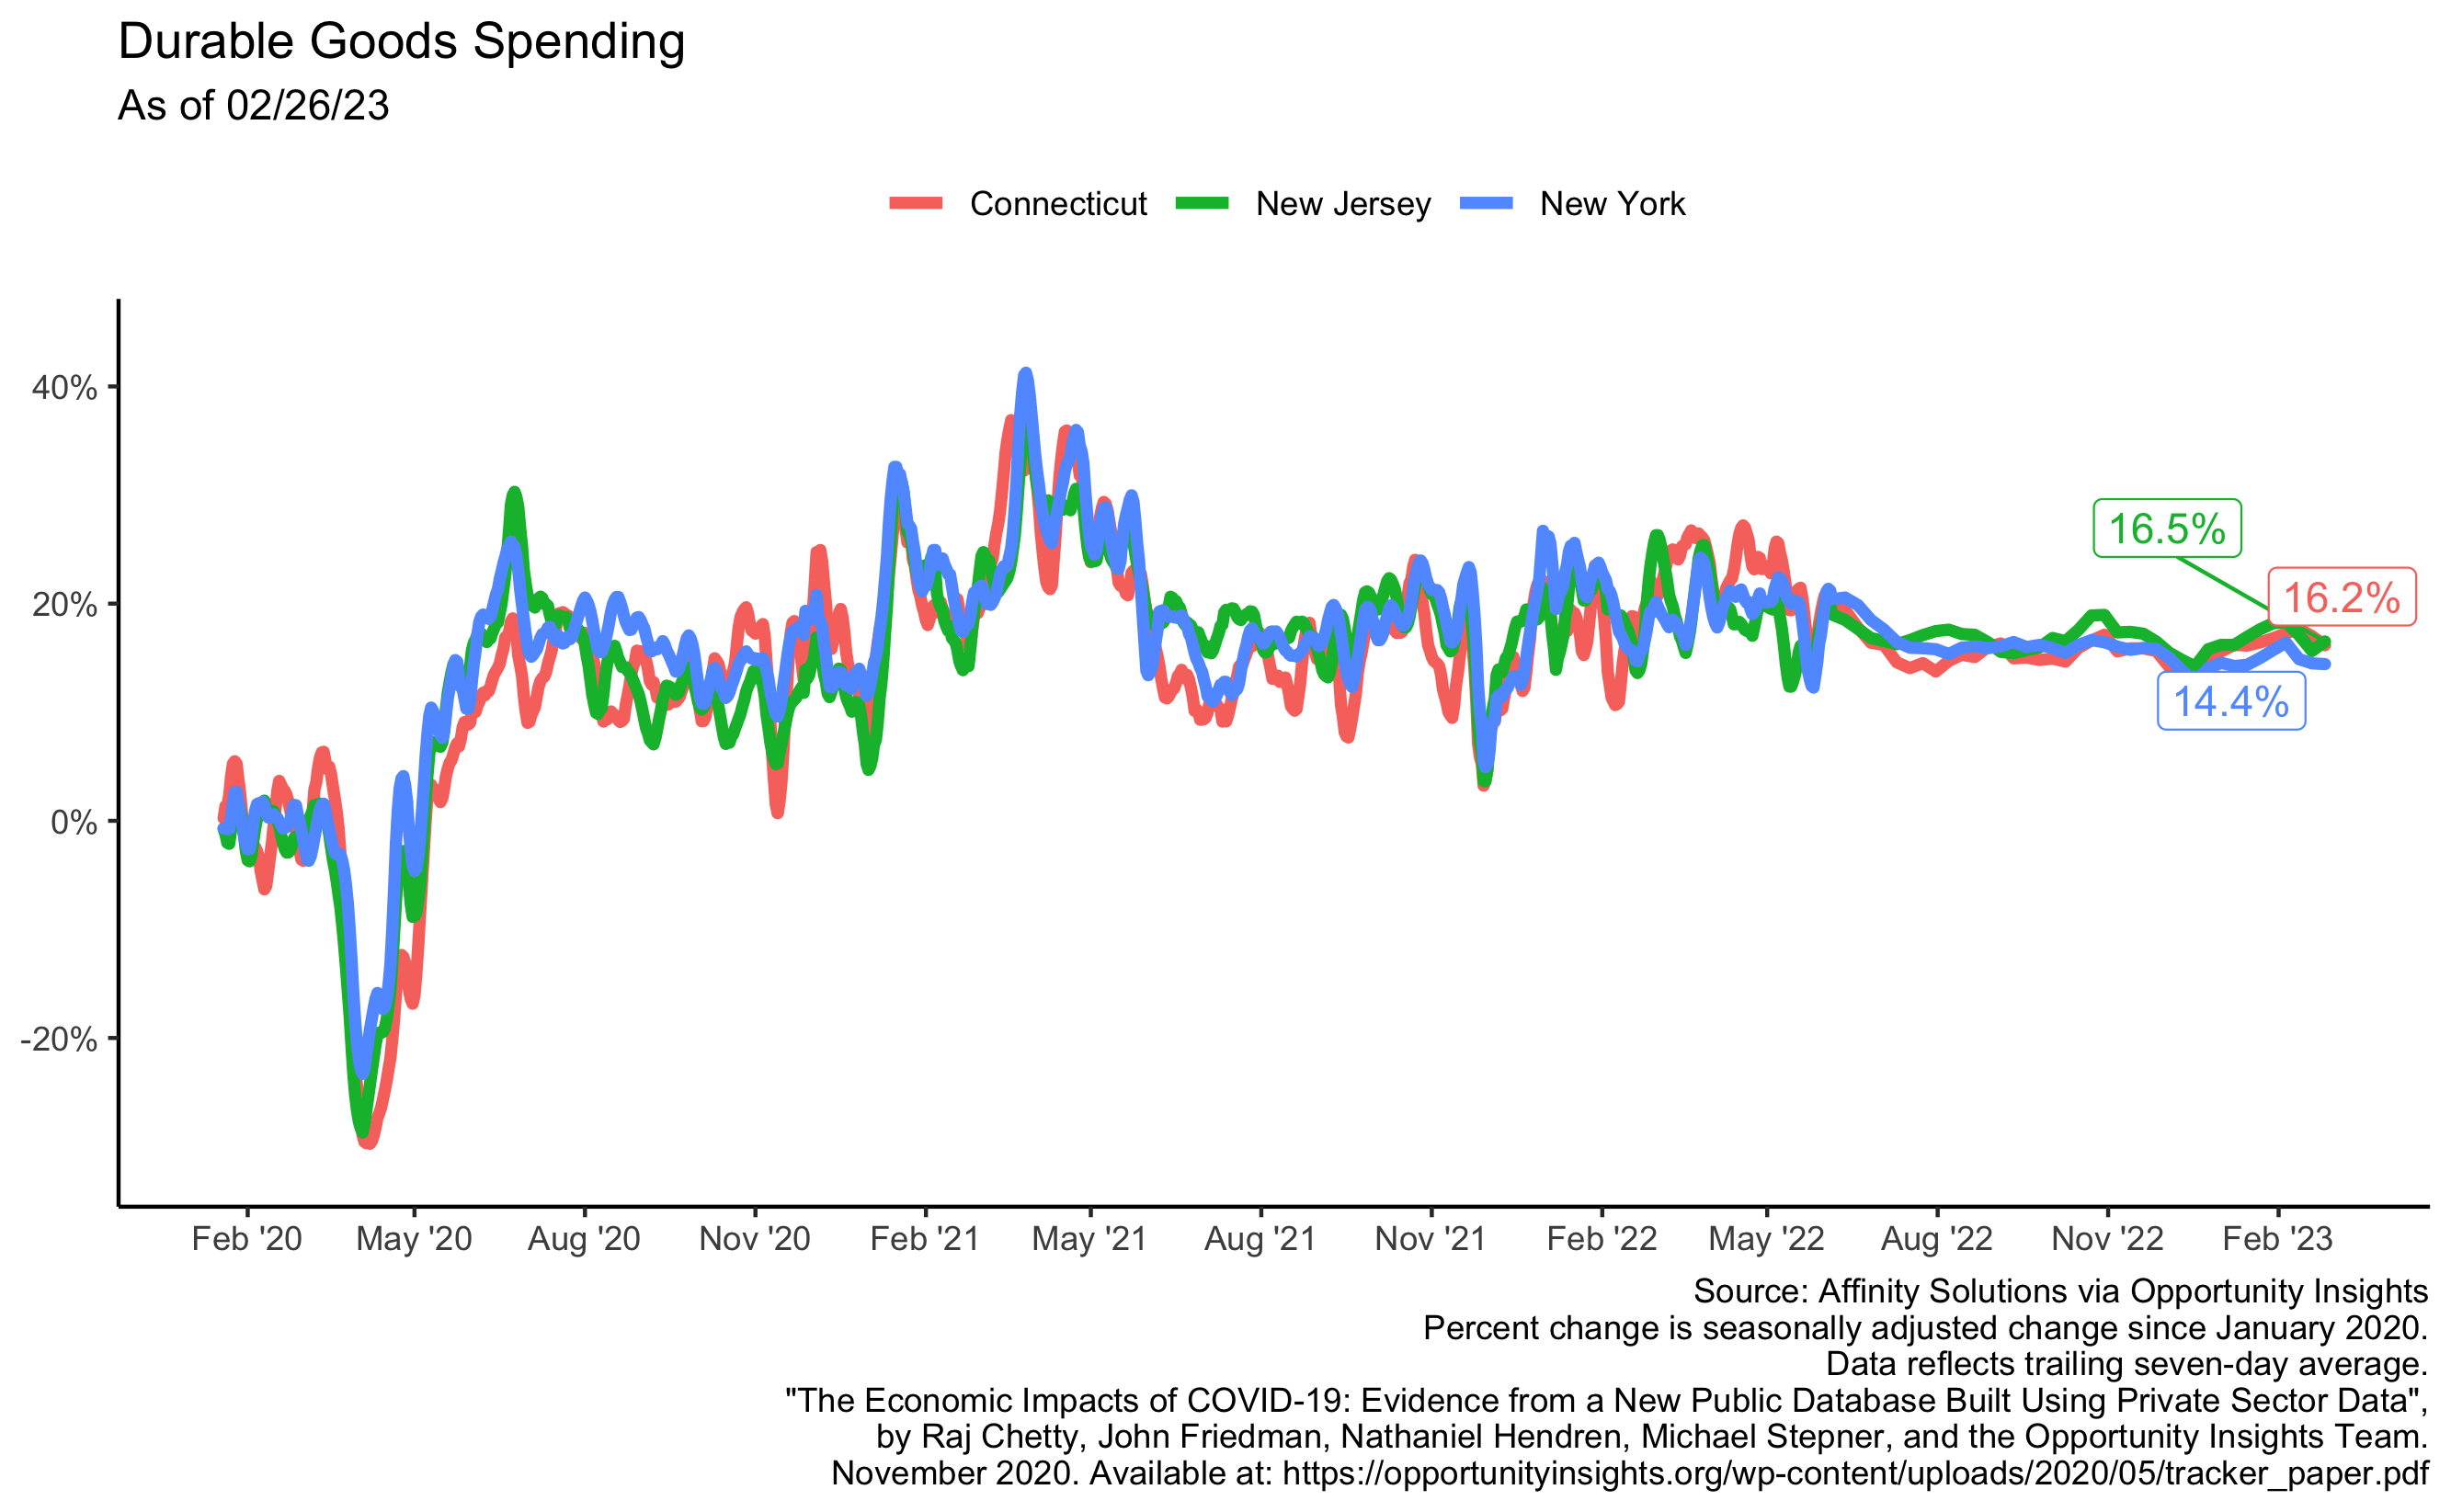 Durable Goods Spending
As of 02/26/23
Connecticut New Jersey New York
40%
20%
0%
-20%
16.5%
16.2%
14.4%
Feb '20 May '20 Aug '20 Nov '20 Feb '21 May '21 Aug '21 Nov '21 Feb '22 May '22 Aug '22 Nov '22 Feb '23
Source: Affinity Solutions via Opportunity Insights
Percent change is seasonally adjusted change since January 2020.
Data reflects trailing seven-day average.
"The Economic Impacts of COVID-19: Evidence from a New Public Database Built Using Private Sector Data",
by Raj Chetty, John Friedman, Nathaniel Hendren, Michael Stepner, and the Opportunity Insights Team.
November 2020. Available at: https://opportunityinsights.org/wp-content/uploads/2020/05/tracker_paper.pdf